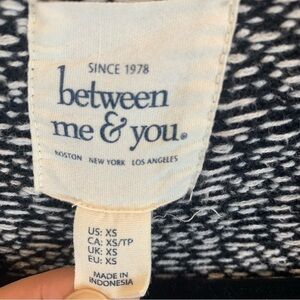 SINCE 1978
between
me & you®
BOSTON NEW YORK LOS ANGELES
US: XS
CA: XS/TP
UK: XS
EU: XS
MADE IN
INDONESIA